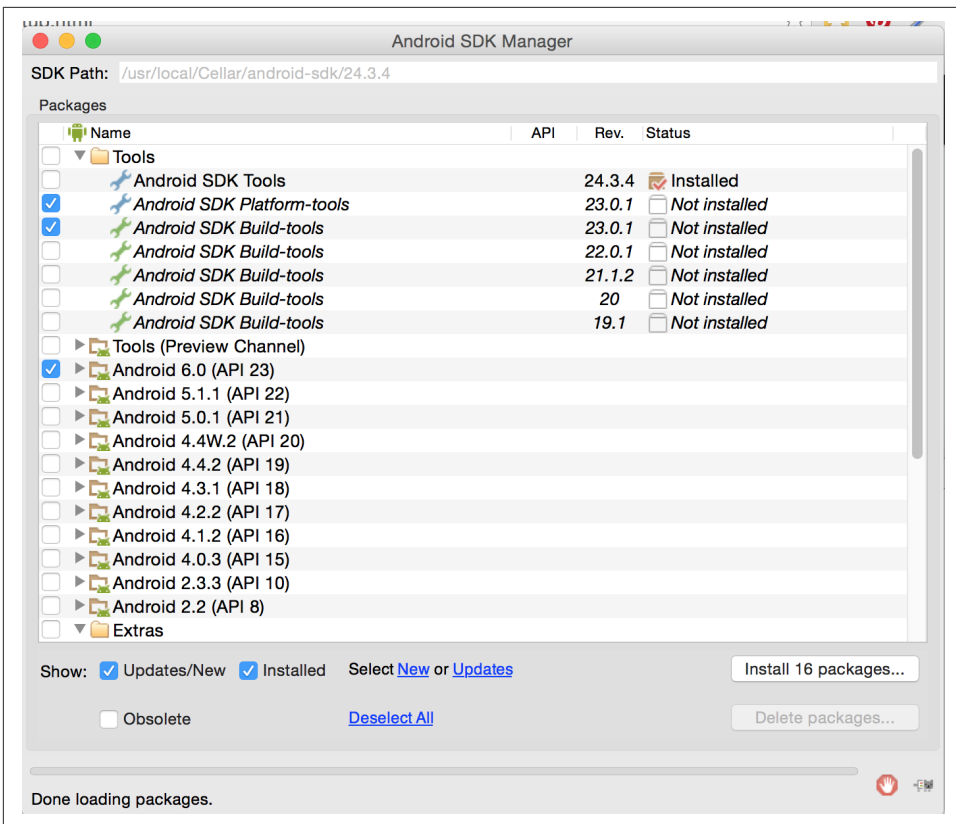 Android SDK Manager
SDK Path: /usr/local/Cellar/android-sdk/24.3.4
Packages
Name API Rev. Status
Tools
Android SDK Tools 24.3.4 Installed
Android SDK Platform-tools 23.0.1 Not installed
Android SDK Build-tools 23.0.1 Not installed
Android SDK Build-tools 22.0.1 Not installed
Android SDK Build-tools 21.1.2 Not installed
Android SDK Build-tools 20 Not installed
Android SDK Build-tools 19.1 Not installed
Tools (Preview Channel)
Android 6.0 (API 23)
Android 5.1.1 (API 22)
Android 5.0.1 (API 21)
Android 4.4W.2 (API 20)
Android 4.4.2 (API 19)
Android 4.3.1 (API 18)
Android 4.2.2 (API 17)
Android 4.1.2 (API 16)
Android 4.0.3 (API 15)
Android 2.3.3 (API 10)
Android 2.2 (API 8)
Extras
Show: Updates/New Installed Select New or Updates Install 16 packages...
Obsolete Deselect All Delete packages...
Done loading packages.